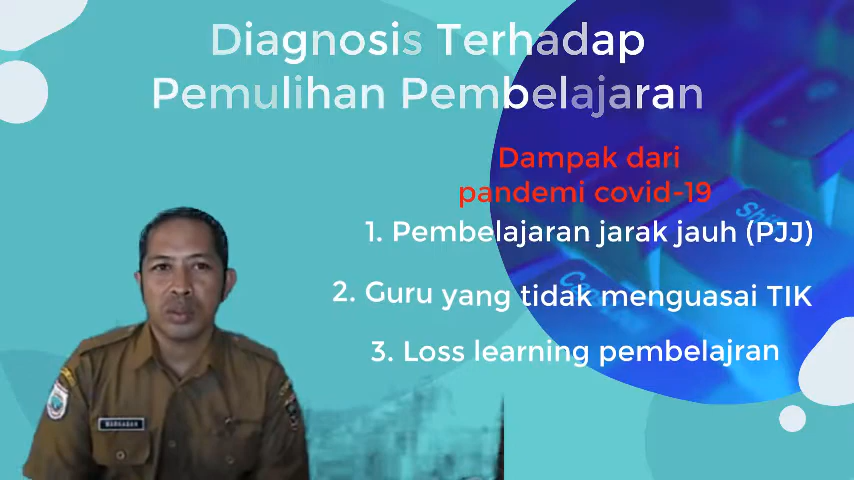 Diagnosis Terhadap
Pemulihan Pembelajaran
Dampak dari
pandemi covid-19
1. Pembelajaran jarak jauh (PJJ)
2. Guru yang tidak menguasai TIK
3. Loss learning pembelajran